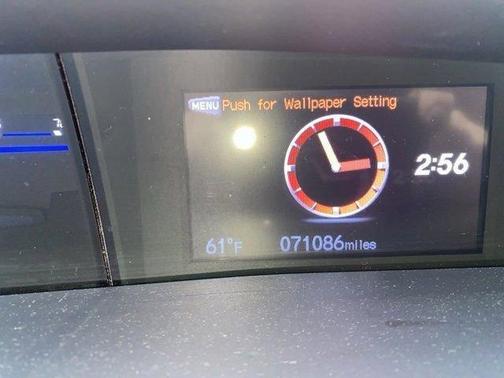 MENU Push for Wallpaper Setting
2:56
61°F 071086miles